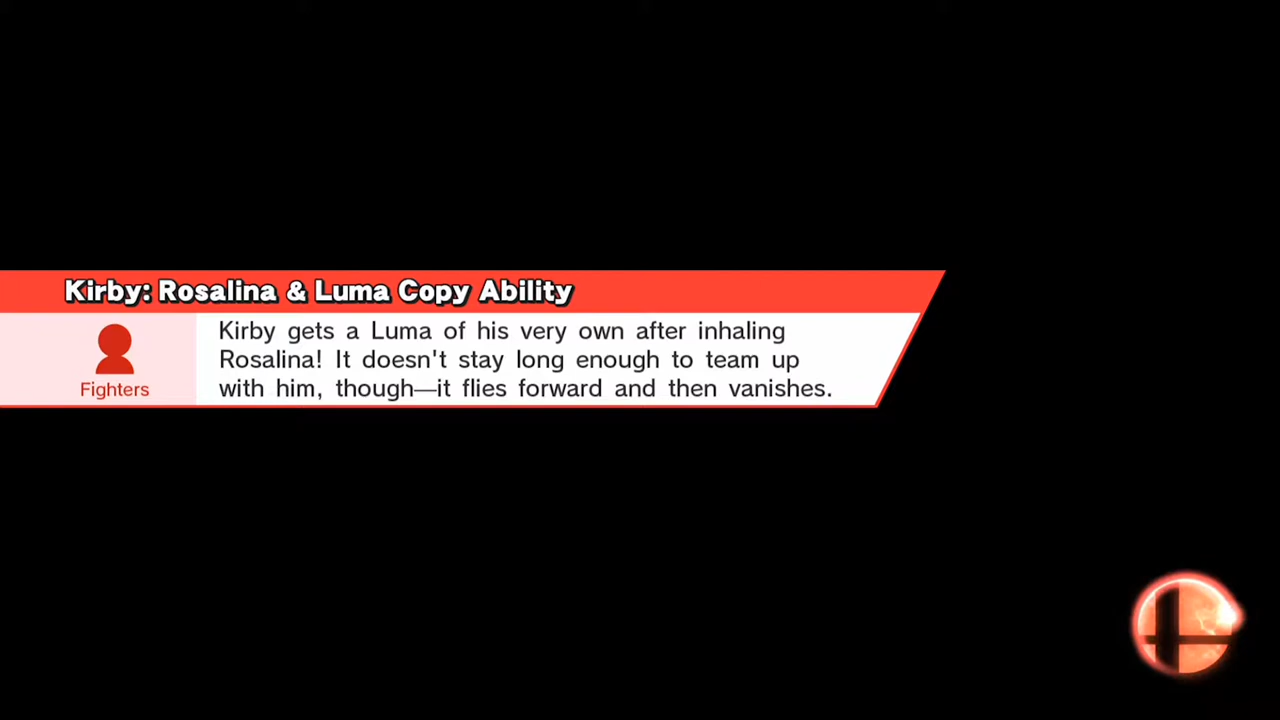 Kirby: Rosalina & Luma Copy Ability
Fighters
Kirby gets a Luma of his very own after inhaling
Rosalina! It doesn't stay long enough to team up
with him, though—it flies forward and then vanishes.